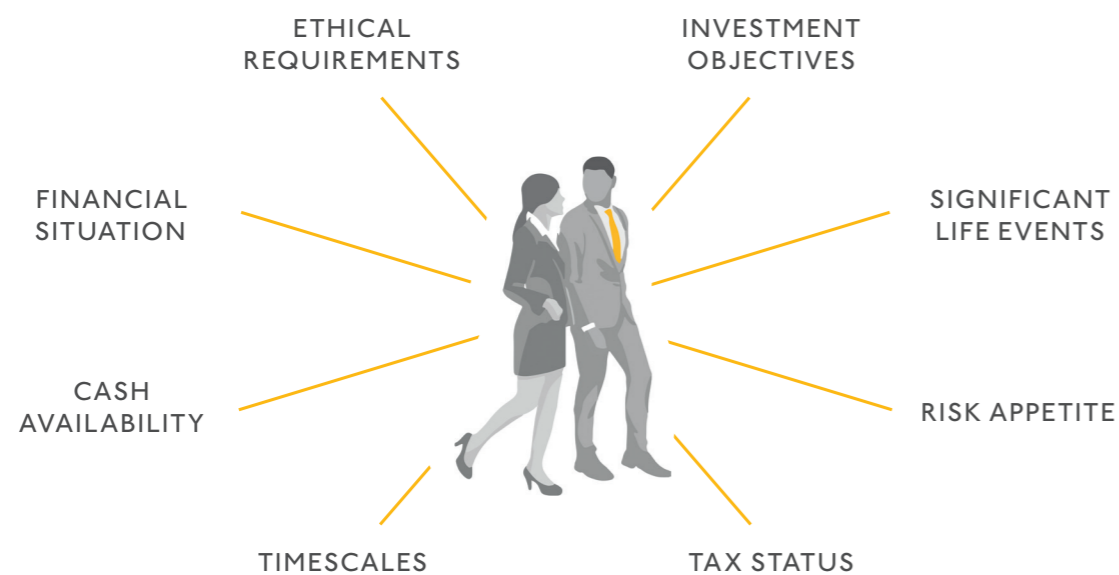 ETHICAL
REQUIREMENTS
INVESTMENT
OBJECTIVES
FINANCIAL
SITUATION
SIGNIFICANT
LIFE EVENTS
CASH
AVAILABILITY
RISK APPETITE
TIMESCALES
TAX STATUS